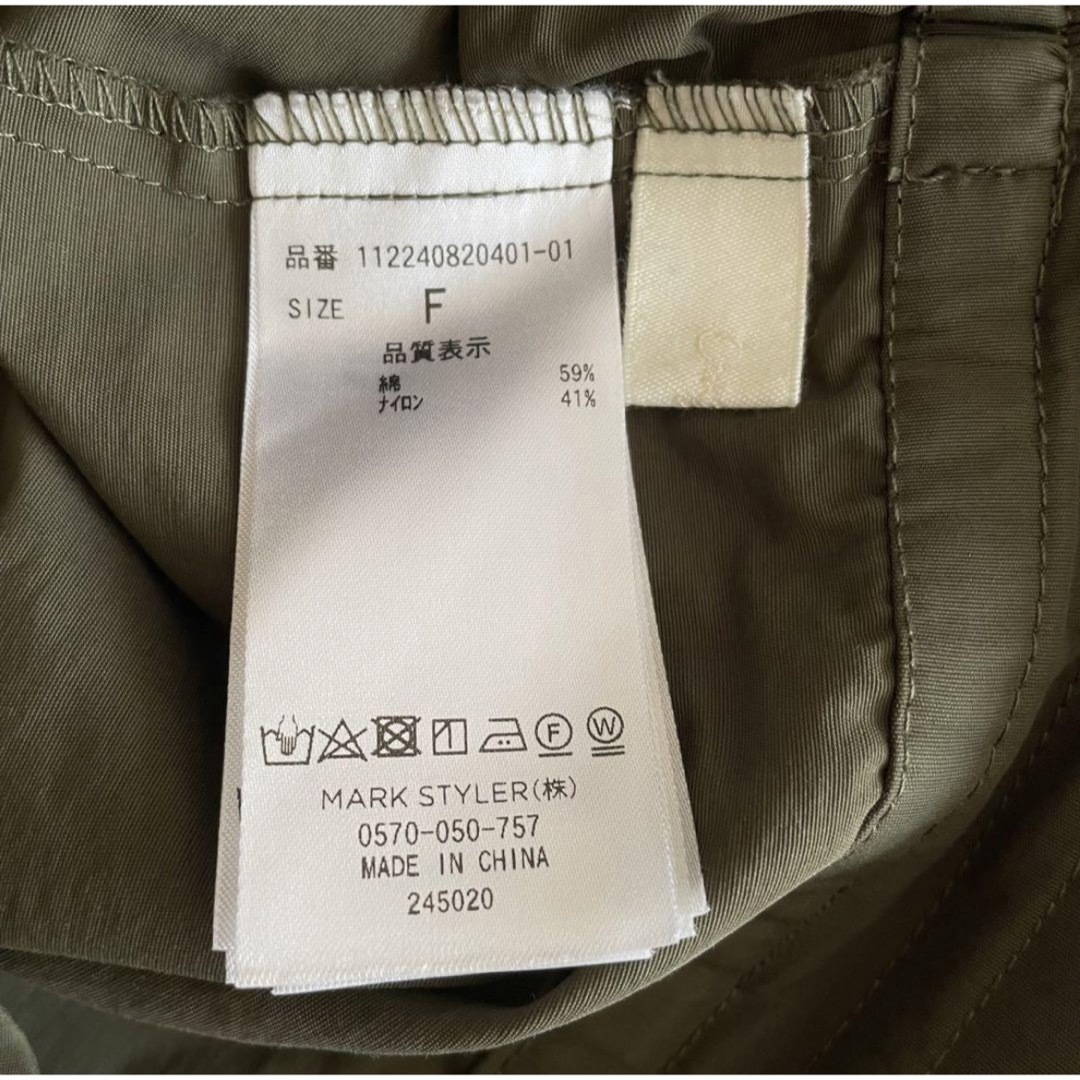 品番 112240820401-01
SIZE F
品質表示
綿 59%
ナイロン 41%
F W
MARK STYLER(株)
0570-050-757
MADE IN CHINA
245020